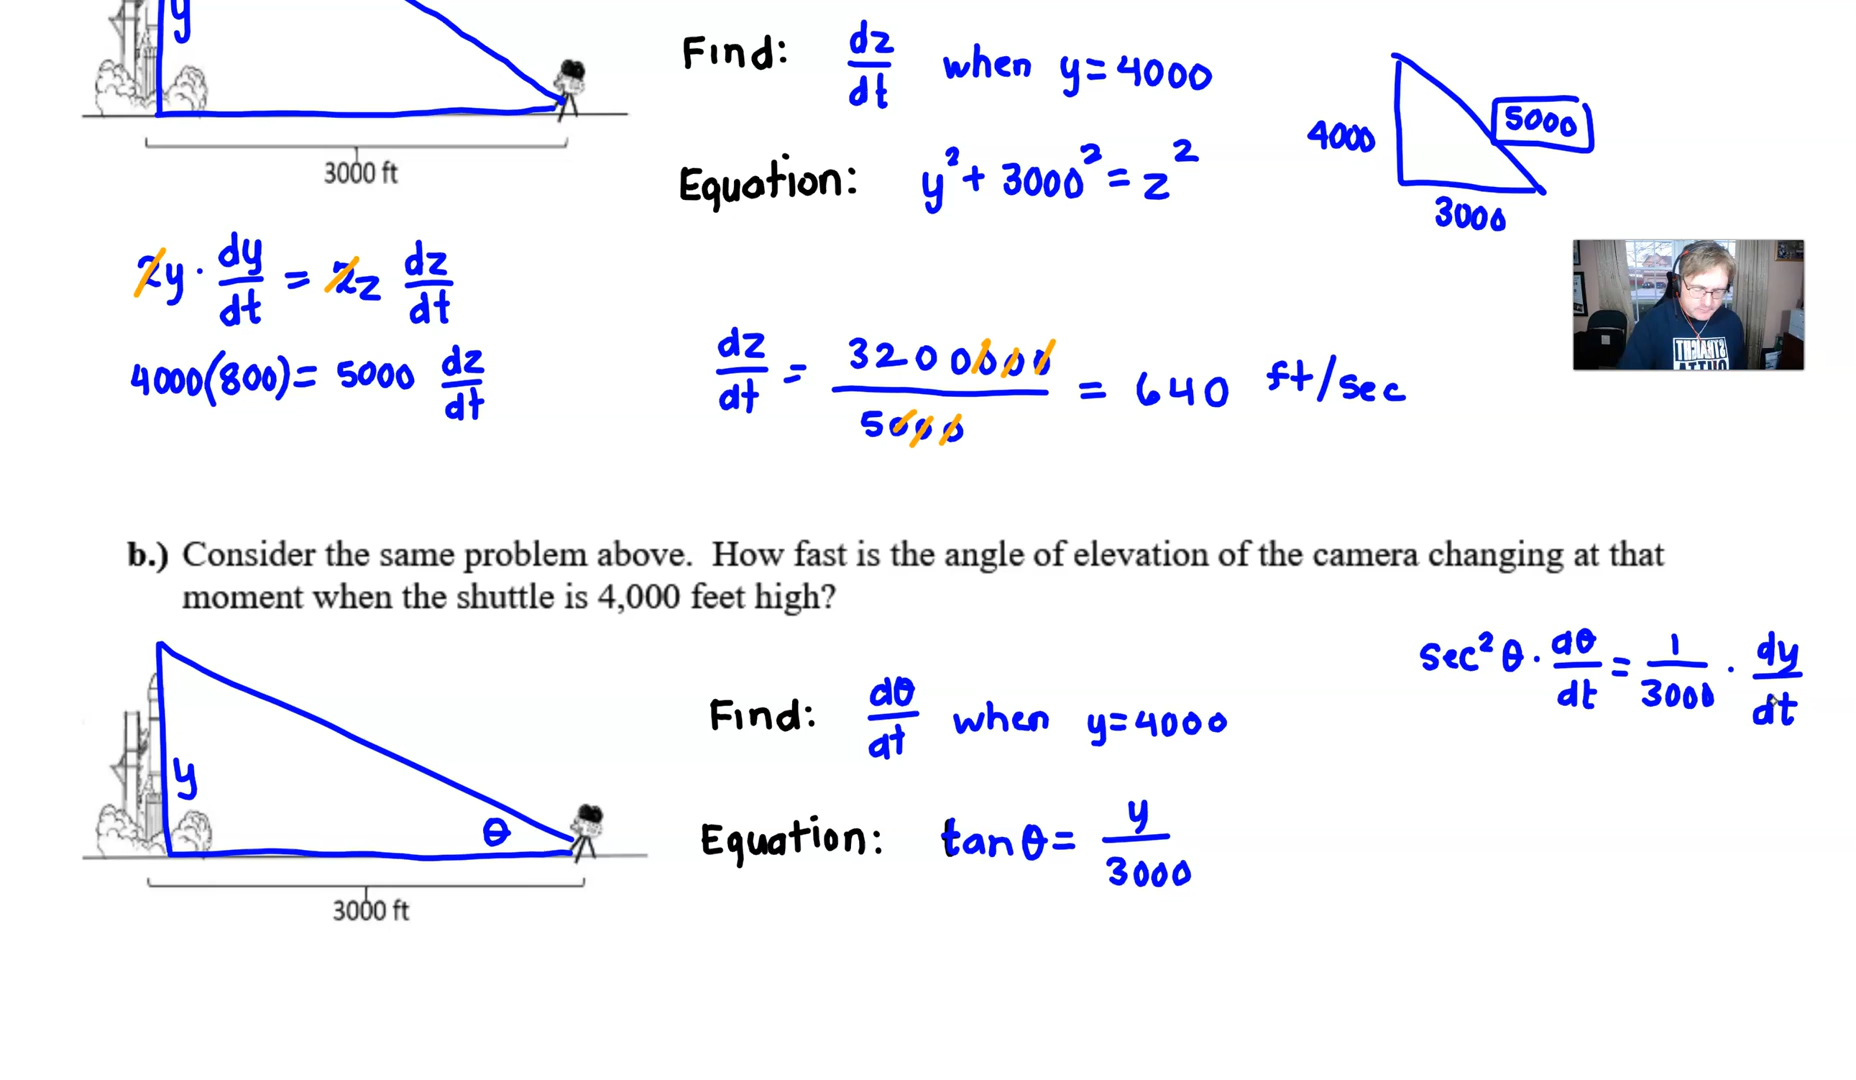 y
Find: dz/dt when y=4000
5000
4000
3000 ft
Equation: y² + 3000² = z²
3000
2y · dy/dt = 2z dz/dt
4000(800) = 5000 dz/dt
dz/dt = 3200000/5000 = 640 ft/sec
b.) Consider the same problem above. How fast is the angle of elevation of the camera changing at that
moment when the shuttle is 4,000 feet high?
sec² θ · dθ/dt = 1/3000 · dy/dt
Find: dθ/dt when y=4000
y
θ
Equation: tan θ = y/3000
3000 ft